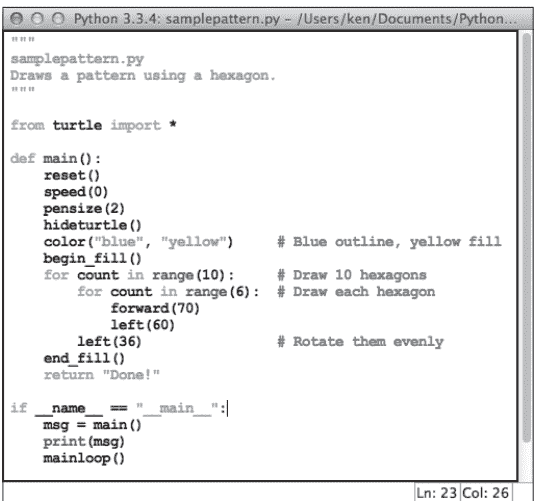 Python 3.3.4: samplepattern.py - /Users/ken/Documents/Python...
"""
samplepattern.py
Draws a pattern using a hexagon.
"""

from turtle import *

def main():
    reset()
    speed(0)
    pensize(2)
    hideturtle()
    color("blue", "yellow")      # Blue outline, yellow fill
    begin_fill()
    for count in range(10):      # Draw 10 hexagons
        for count in range(6):   # Draw each hexagon
            forward(70)
            left(60)
        left(36)                 # Rotate them evenly
    end_fill()
    return "Done!"

if __name__ == "__main__":
    msg = main()
    print(msg)
    mainloop()
Ln: 23 Col: 26